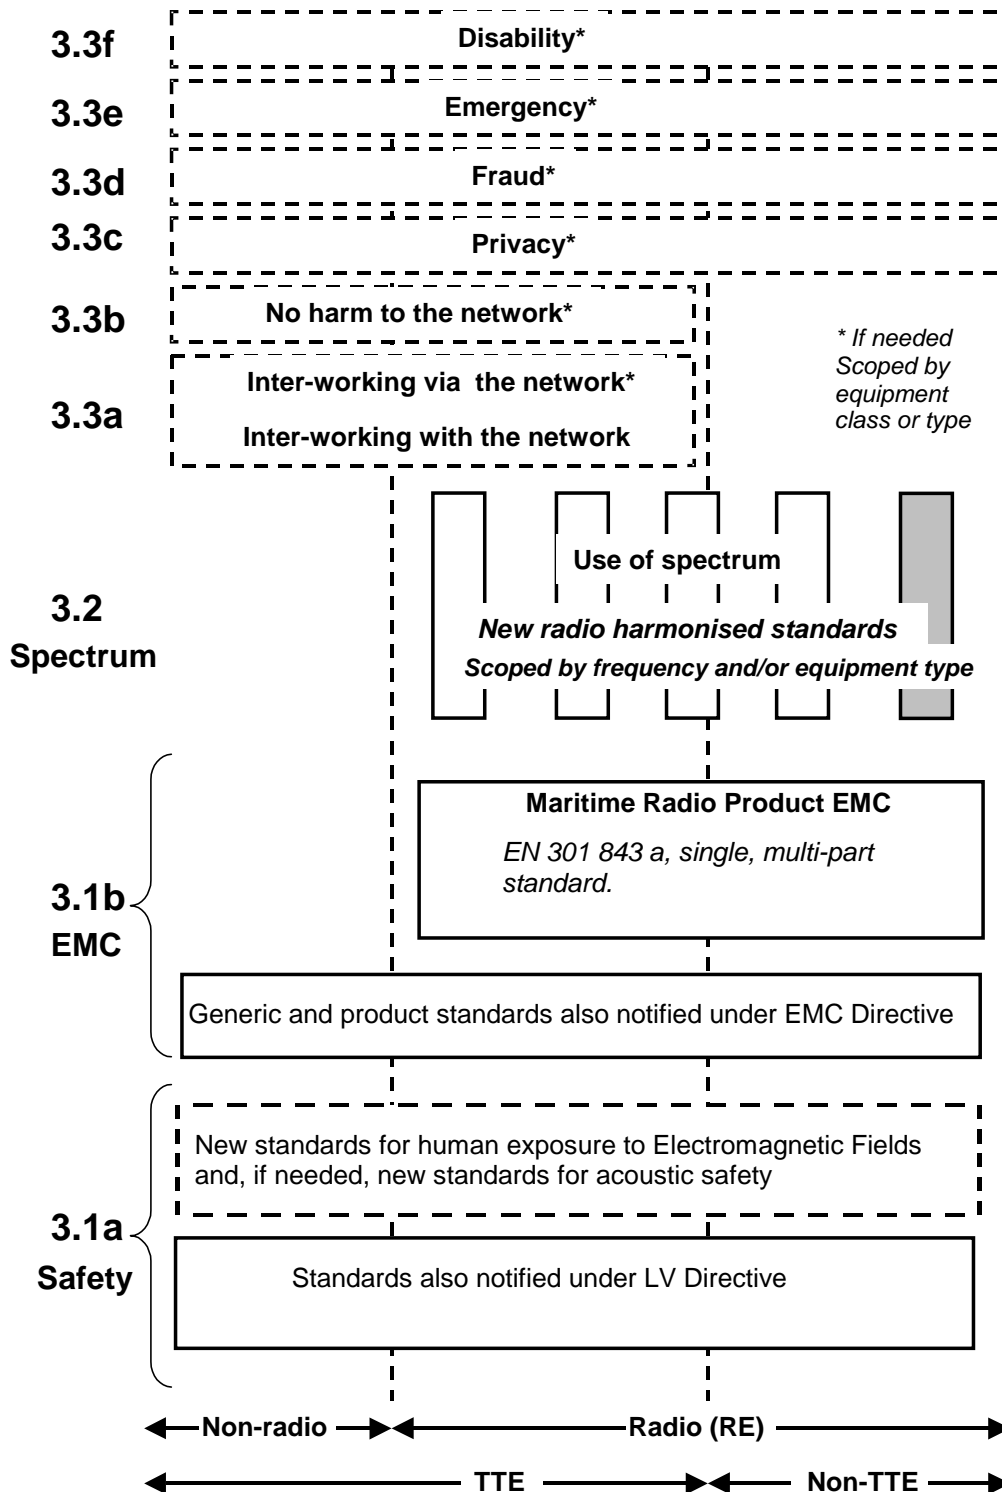 3.3f
Disability*
3.3e
Emergency*
3.3d
Fraud*
3.3c
Privacy*
3.3b
No harm to the network*
* If needed
Scoped by
equipment
class or type
3.3a
Inter-working via the network*
Inter-working with the network
Use of spectrum
3.2
Spectrum
New radio harmonised standards
Scoped by frequency and/or equipment type
Maritime Radio Product EMC
EN 301 843 a, single, multi-part
standard.
3.1b
EMC
Generic and product standards also notified under EMC Directive
New standards for human exposure to Electromagnetic Fields
and, if needed, new standards for acoustic safety
3.1a
Safety
Standards also notified under LV Directive
Non-radio
Radio (RE)
TTE
Non-TTE